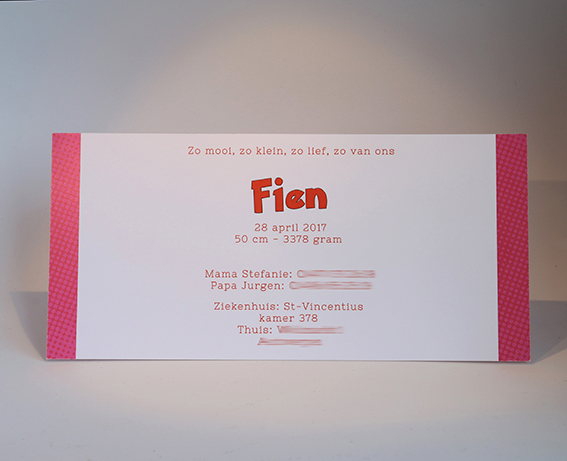 Zo mooi, zo klein, zo lief, zo van ons
Fien
28 april 2017
50 cm - 3378 gram
Mama Stefanie:
Papa Jurgen:
Ziekenhuis: St-Vincentius
kamer 378
Thuis: